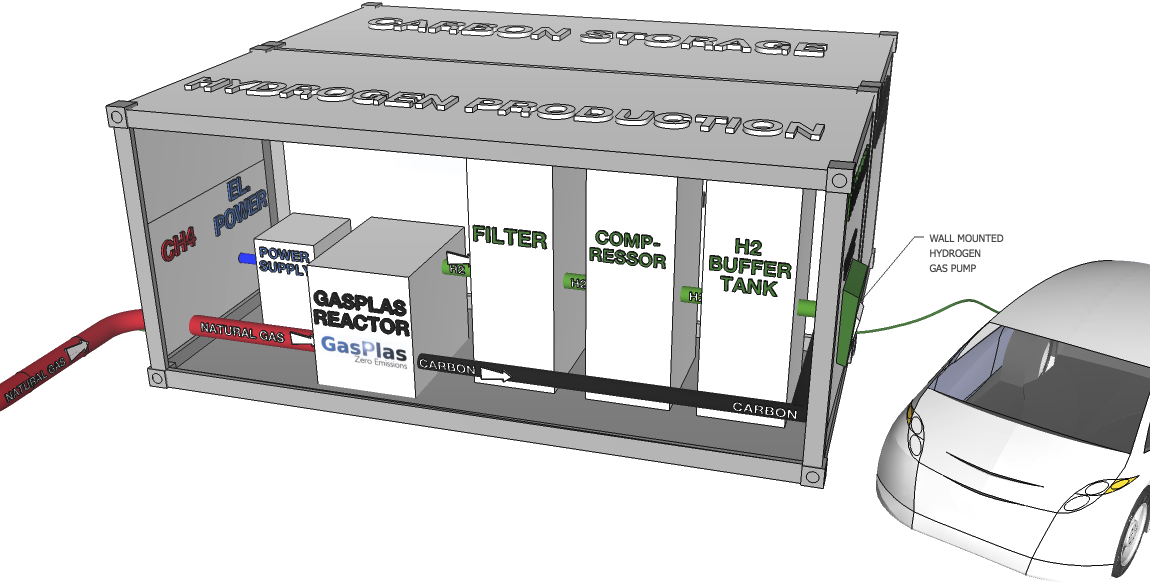 CARBON STORAGE
HYDROGEN PRODUCTION
CH4
EL.
POWER
POWER
SUPPLY
GASPLAS
REACTOR
GasPlas
Zero Emissions
NATURAL GAS
NATURAL GAS
H2
FILTER
H2
COMP-
RESSOR
H2
H2
BUFFER
TANK
CARBON
CARBON
WALL MOUNTED
HYDROGEN
GAS PUMP